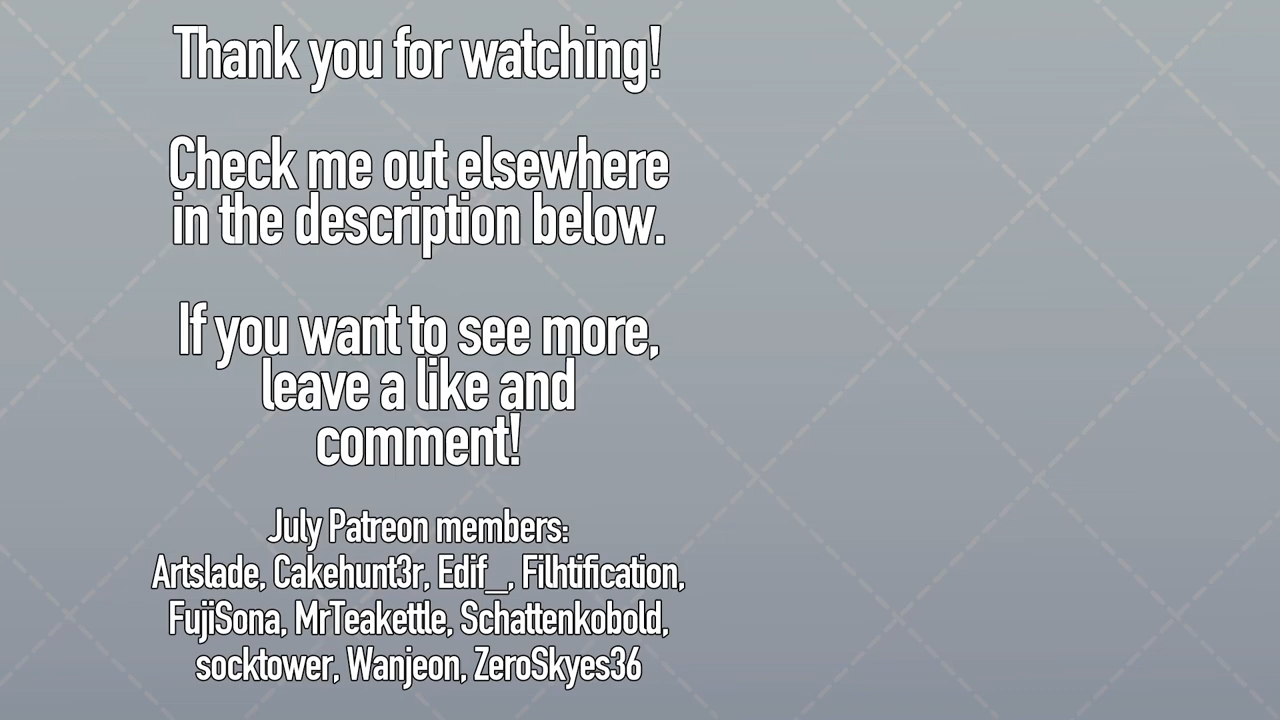 Thank you for watching!
Check me out elsewhere
in the description below.
If you want to see more,
leave a like and
comment!
July Patreon members:
Artslade, Cakehunt3r, Edif_, Filhtification,
FujiSona, MrTeakettle, Schattenkobold,
socktower, Wanjeon, ZeroSkyes36